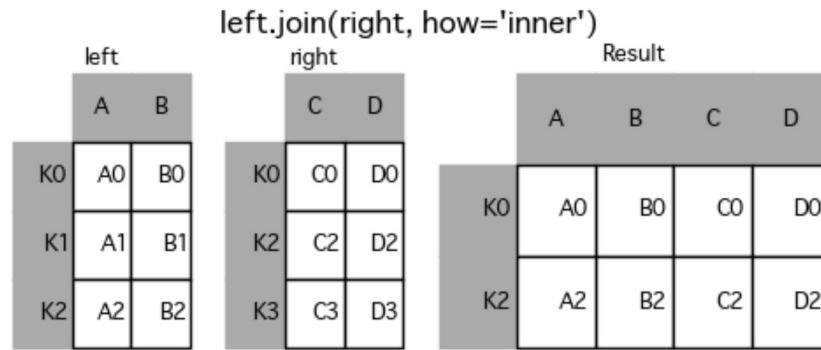 left.join(right, how='inner')
left right Result
A B C D A B C D
K0 A0 B0 K0 C0 D0 K0 A0 B0 C0 D0
K1 A1 B1 K2 C2 D2
K2 A2 B2 K3 C3 D3 K2 A2 B2 C2 D2